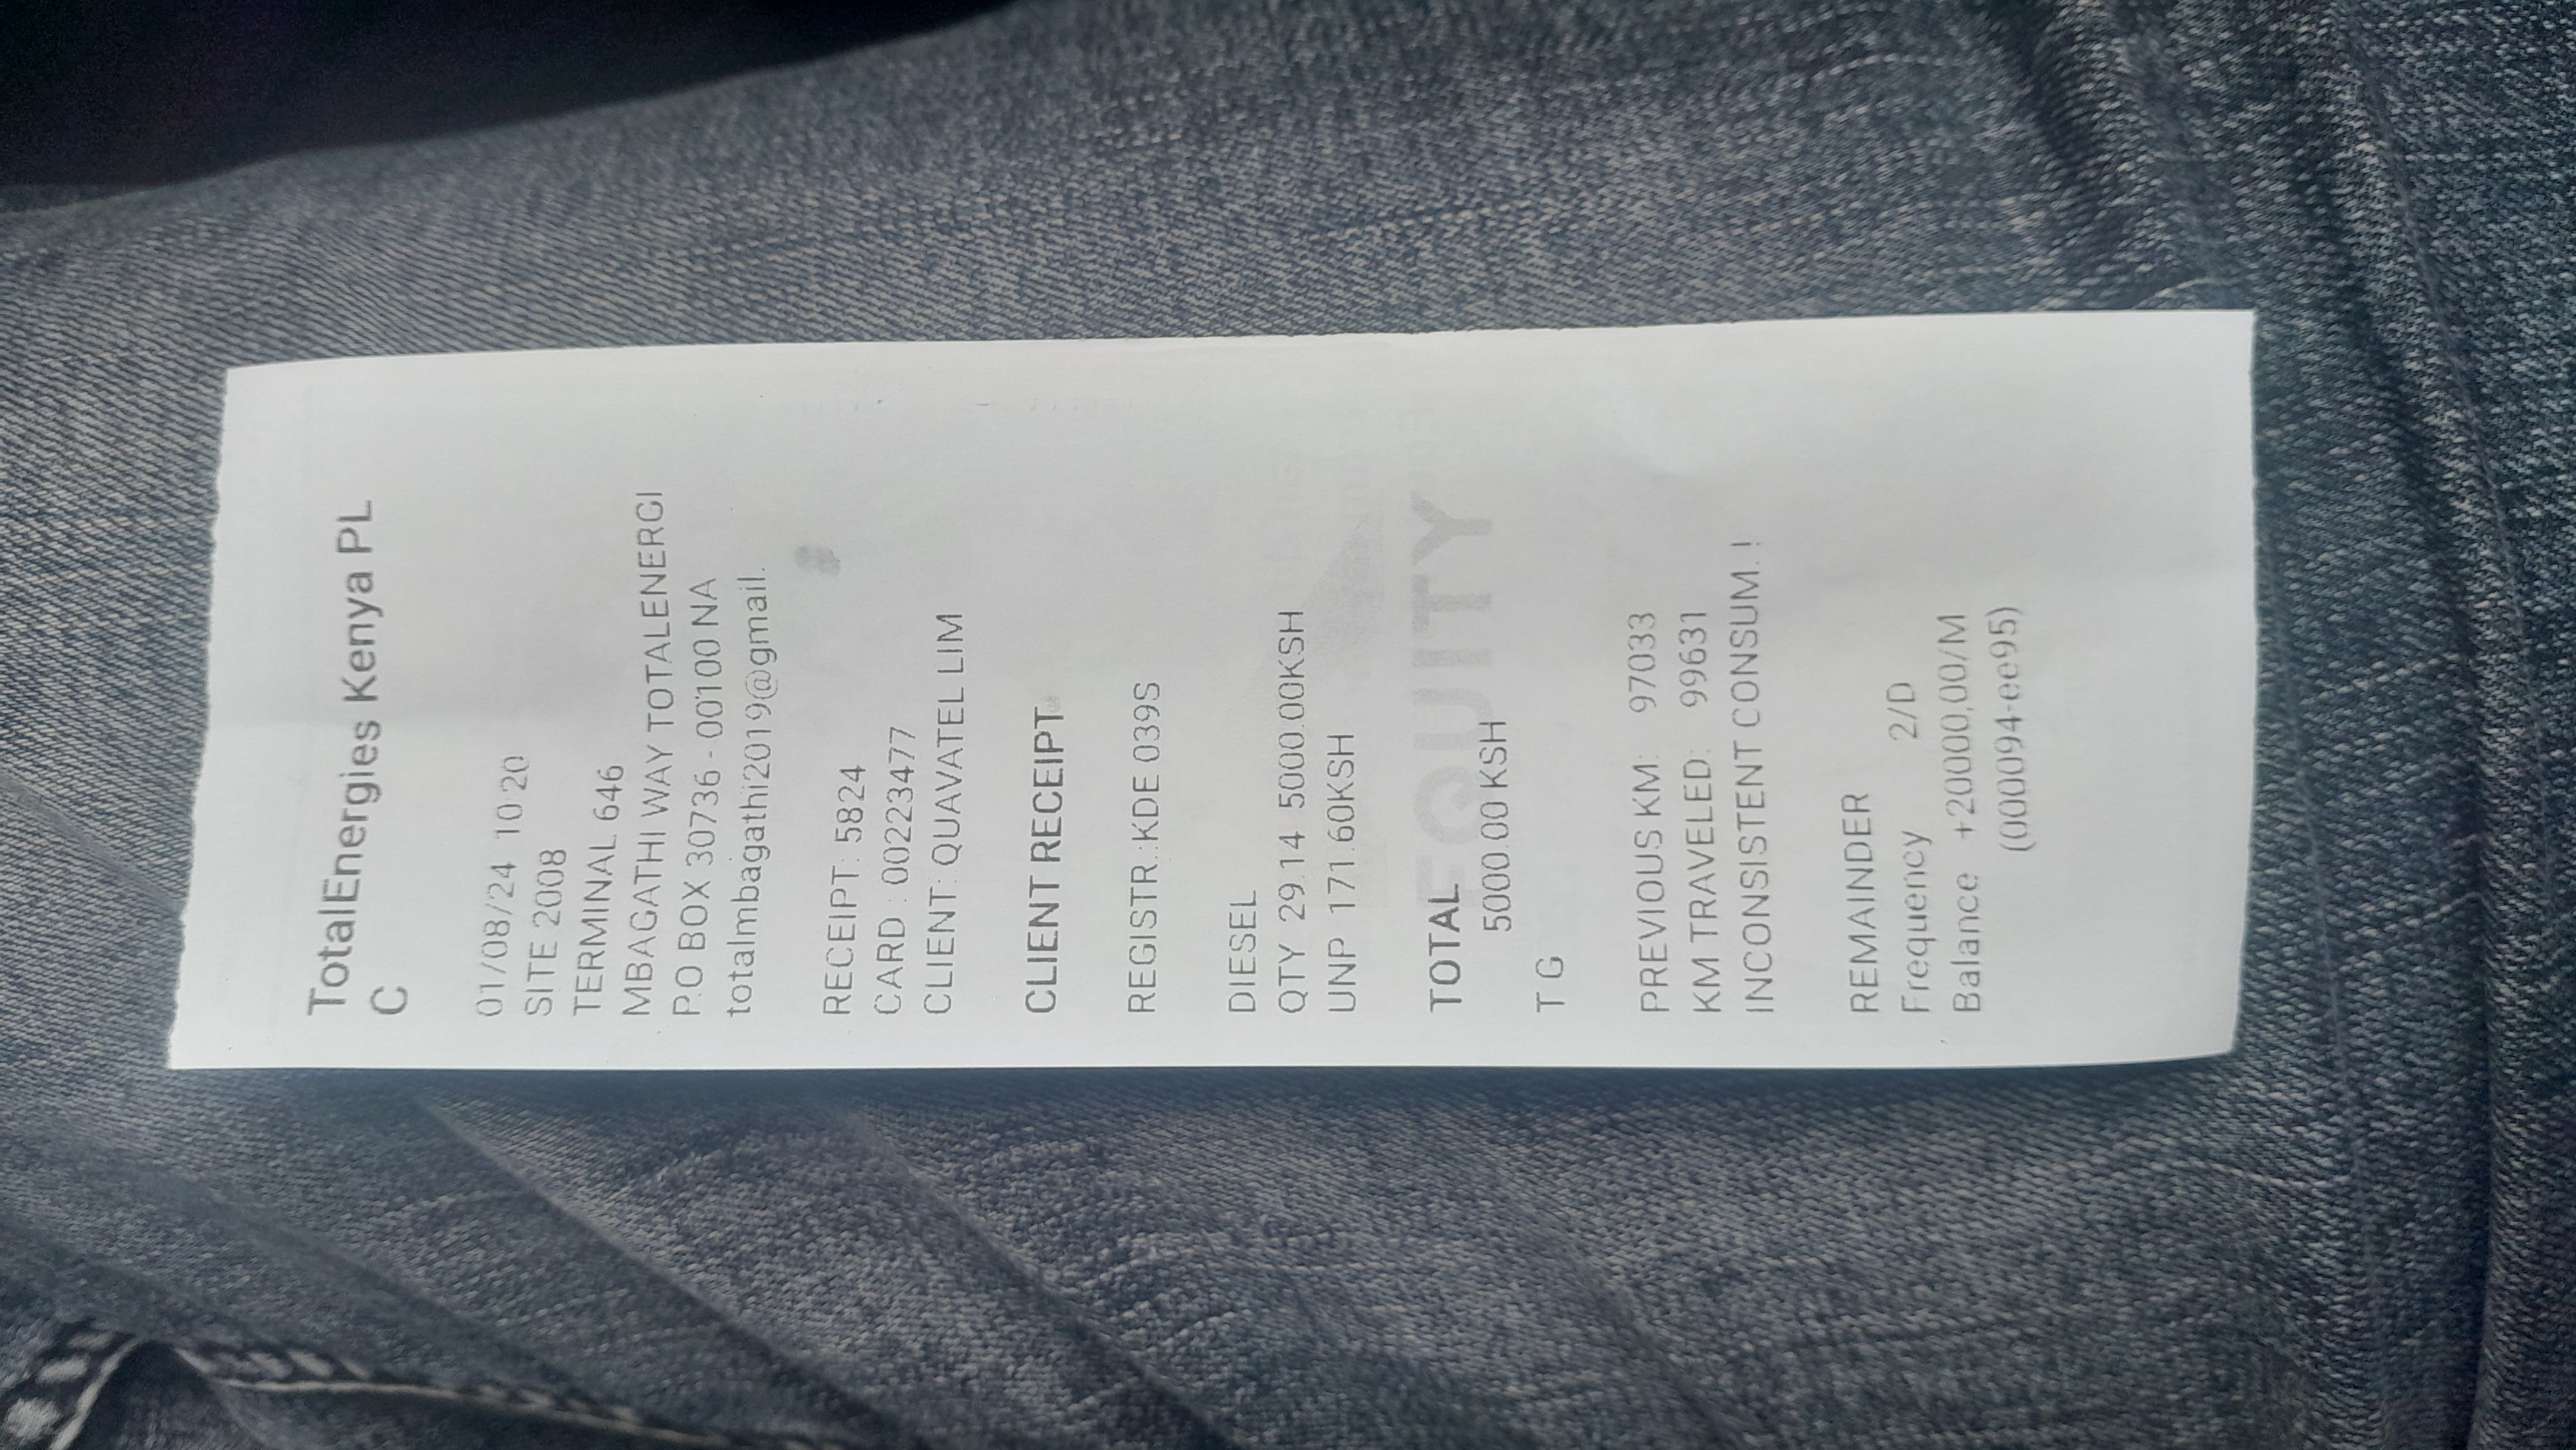 TotalEnergies Kenya PL
C
01/08/24 10:20
SITE 2008
TERMINAL 646
MBAGATHI WAY TOTALENERGI
P.O BOX 30736 - 00100 NA
totalmbagathi2019@gmail.
RECEIPT: 5824
CARD : 00223477
CLIENT: QUAVATEL LIM
CLIENT RECEIPT
REGISTR.:KDE 039S
DIESEL
QTY 29.14 5000.00KSH
UNP 171.60KSH
EQUITY
TOTAL
5000.00 KSH
T G
PREVIOUS KM: 97033
KM TRAVELED: 99631
INCONSISTENT CONSUM. !
REMAINDER
Frequency 2/D
Balance +20000,00/M
(000094-ee95)